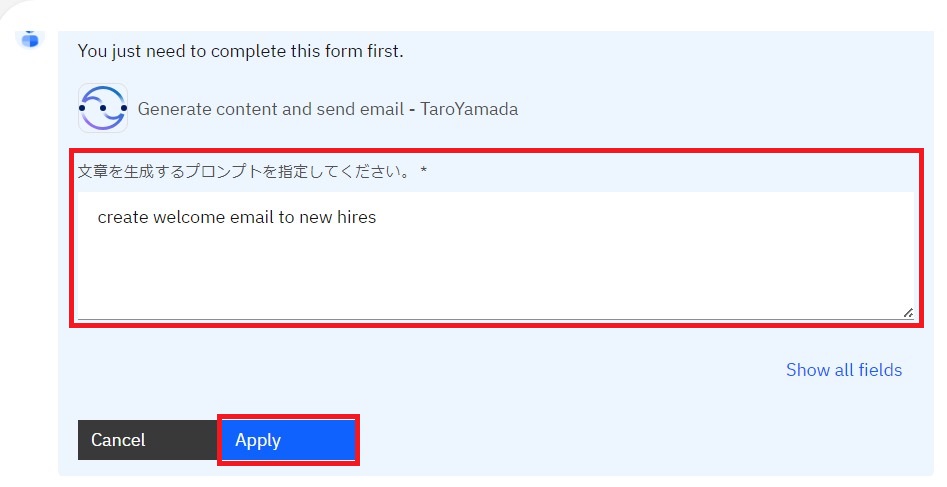 You just need to complete this form first.
Generate content and send email - TaroYamada
文章を生成するプロンプトを指定してください。 *
create welcome email to new hires
Show all fields
Cancel
Apply